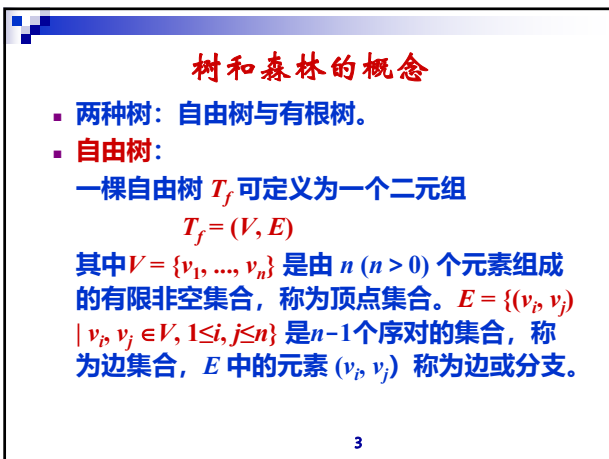 树和森林的概念
两种树：自由树与有根树。
自由树：
一棵自由树 Tf 可定义为一个二元组
Tf = (V, E)
其中V = {v1, ..., vn} 是由 n (n > 0) 个元素组成
的有限非空集合，称为顶点集合。E = {(vi, vj)
| vi, vj ∈V, 1≤i, j≤n} 是n−1个序对的集合，称
为边集合，E 中的元素 (vi, vj）称为边或分支。
3